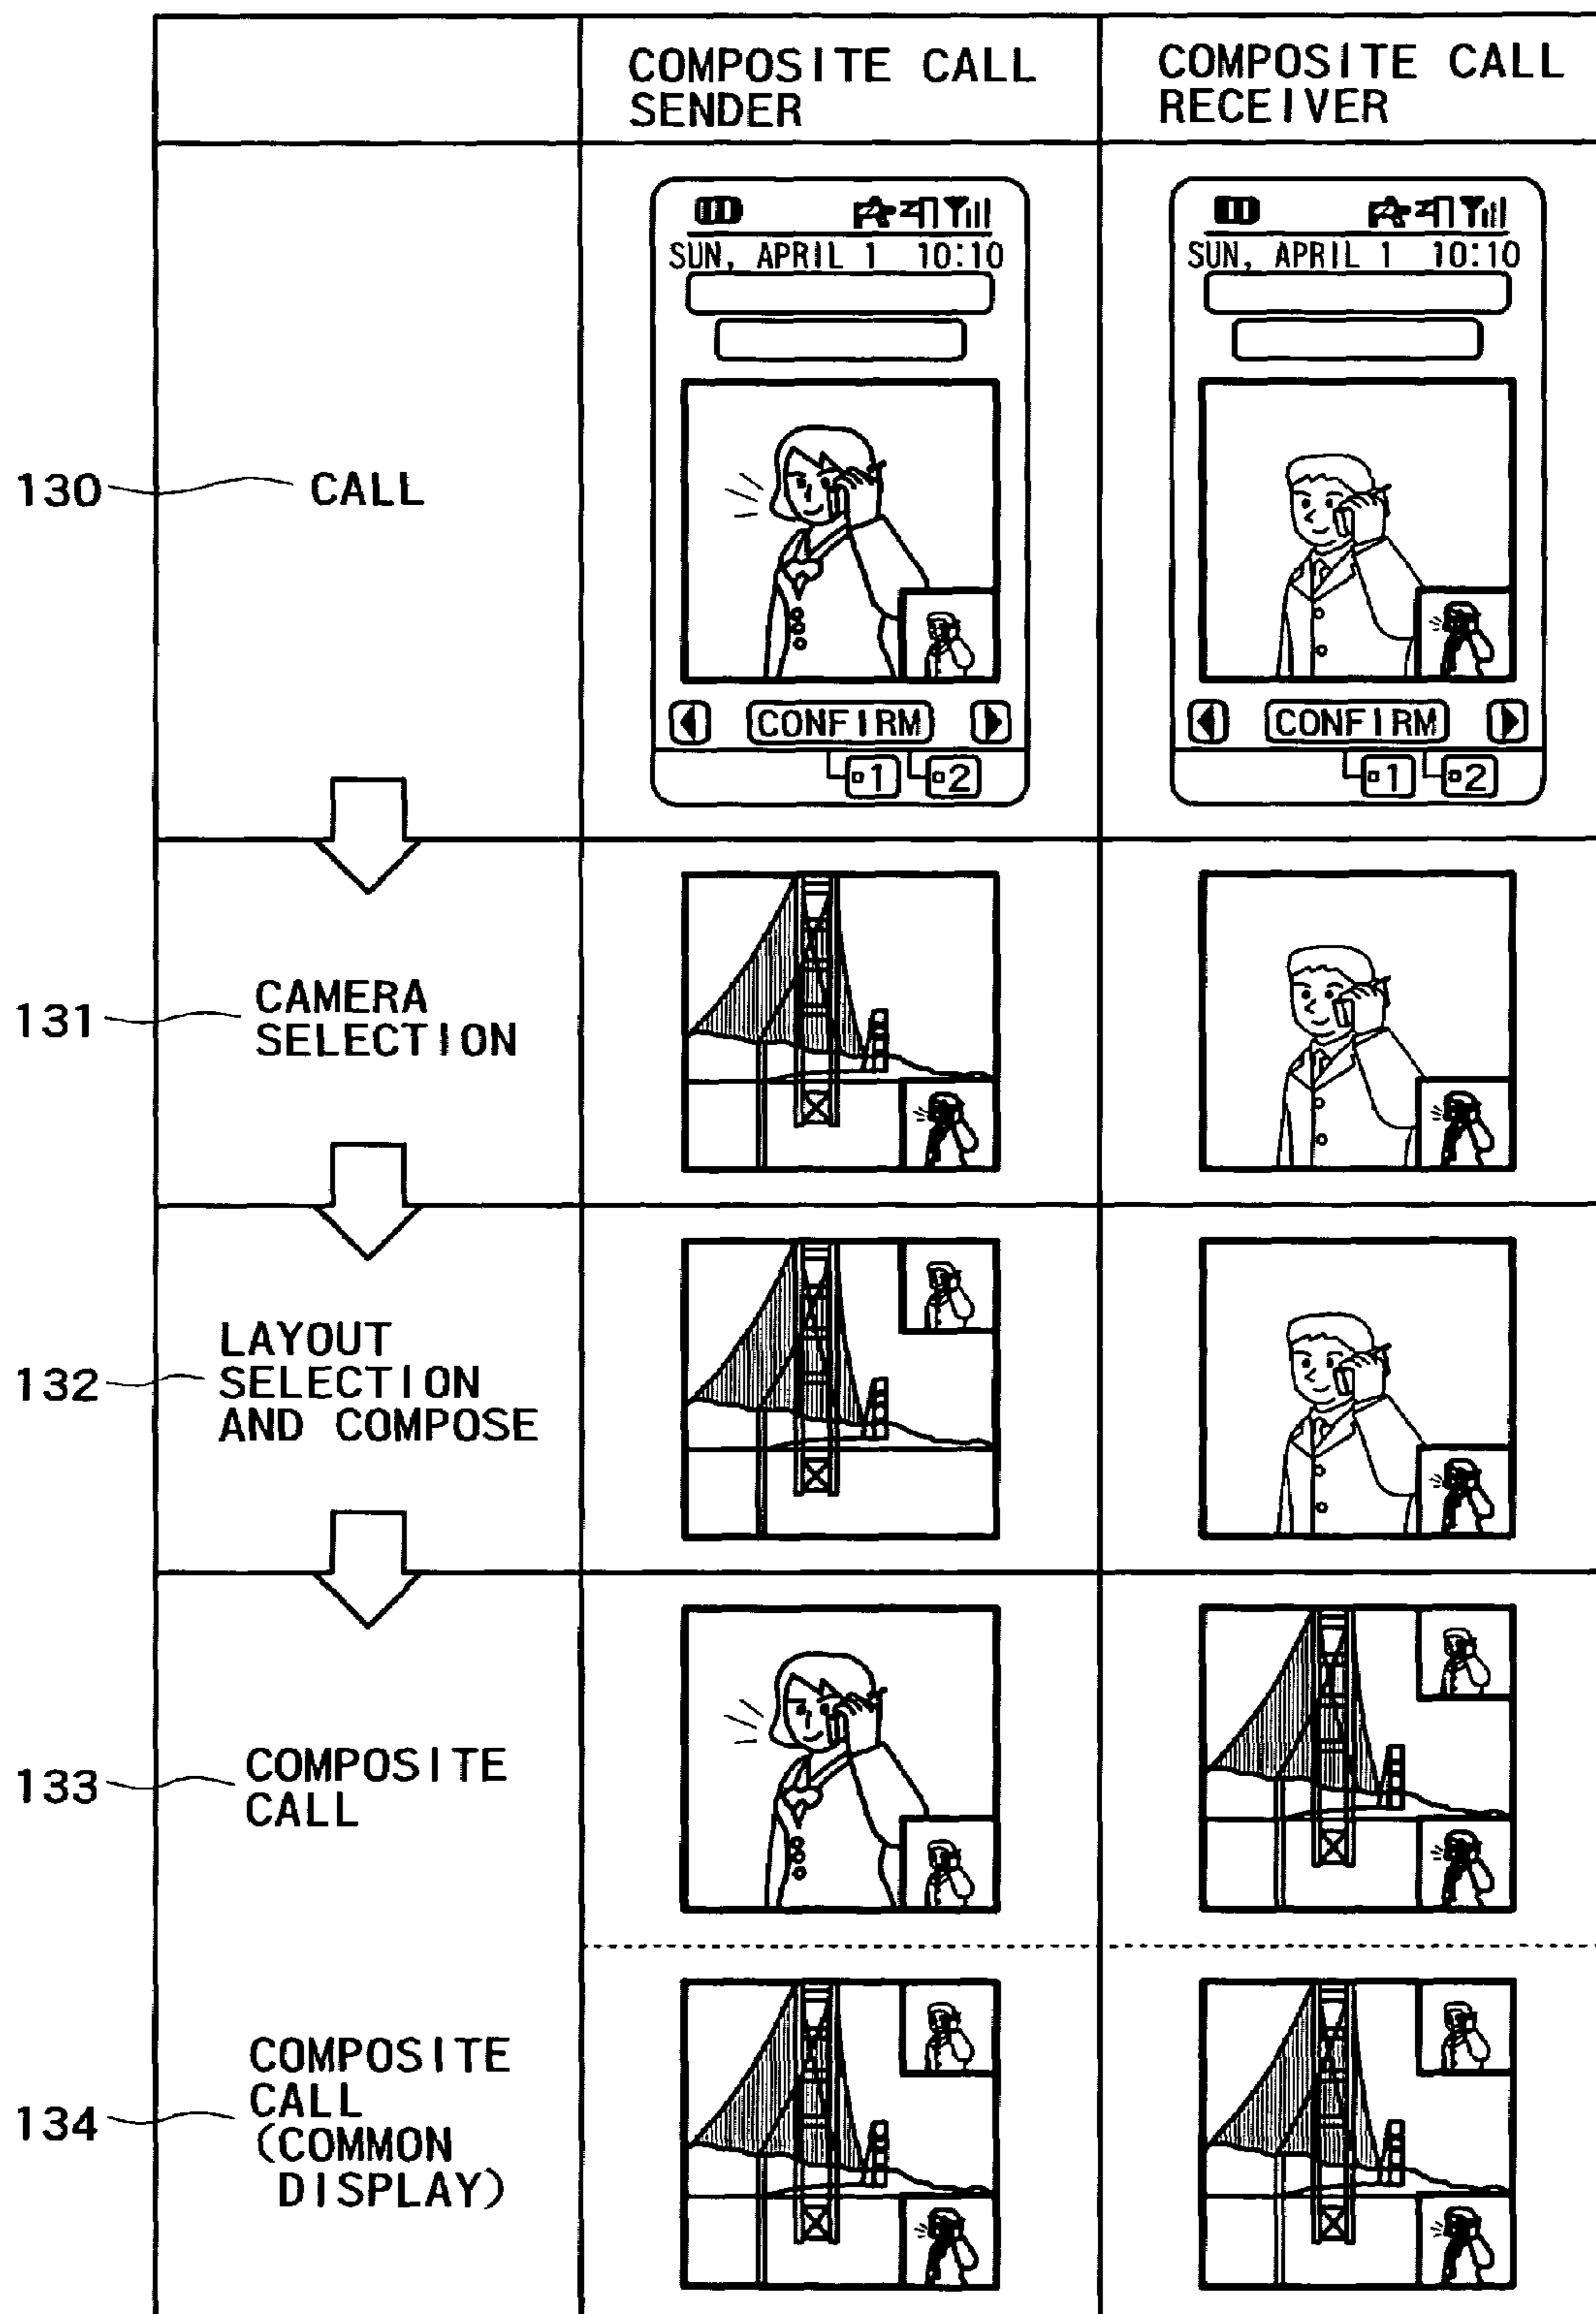 COMPOSITE CALL
SENDER
COMPOSITE CALL
RECEIVER
130
CALL
SUN, APRIL 1 10:10
CONFIRM
1 2
SUN, APRIL 1 10:10
CONFIRM
1 2
131
CAMERA
SELECTION
132
LAYOUT
SELECTION
AND COMPOSE
133
COMPOSITE
CALL
134
COMPOSITE
CALL
(COMMON
DISPLAY)